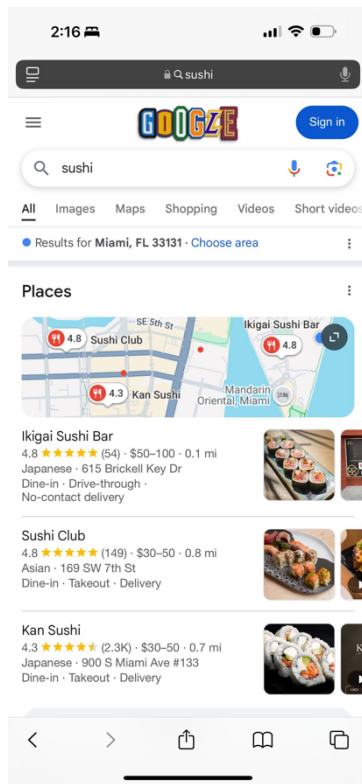 2:16
sushi
GOOGLE
Sign in
sushi
All Images Maps Shopping Videos Short videos
Results for Miami, FL 33131 · Choose area
Places
SE 5th St
Ikigai Sushi Bar
4.8 Sushi Club
4.8
4.3 Kan Sushi
Mandarin
Oriental, Miami
Ikigai Sushi Bar
4.8 ★★★★★ (54) · $50–100 · 0.1 mi
Japanese · 615 Brickell Key Dr
Dine-in · Drive-through ·
No-contact delivery
Sushi Club
4.8 ★★★★★ (149) · $30–50 · 0.8 mi
Asian · 169 SW 7th St
Dine-in · Takeout · Delivery
Kan Sushi
4.3 ★★★★★ (2.3K) · $30–50 · 0.7 mi
Japanese · 900 S Miami Ave #133
Dine-in · Takeout · Delivery